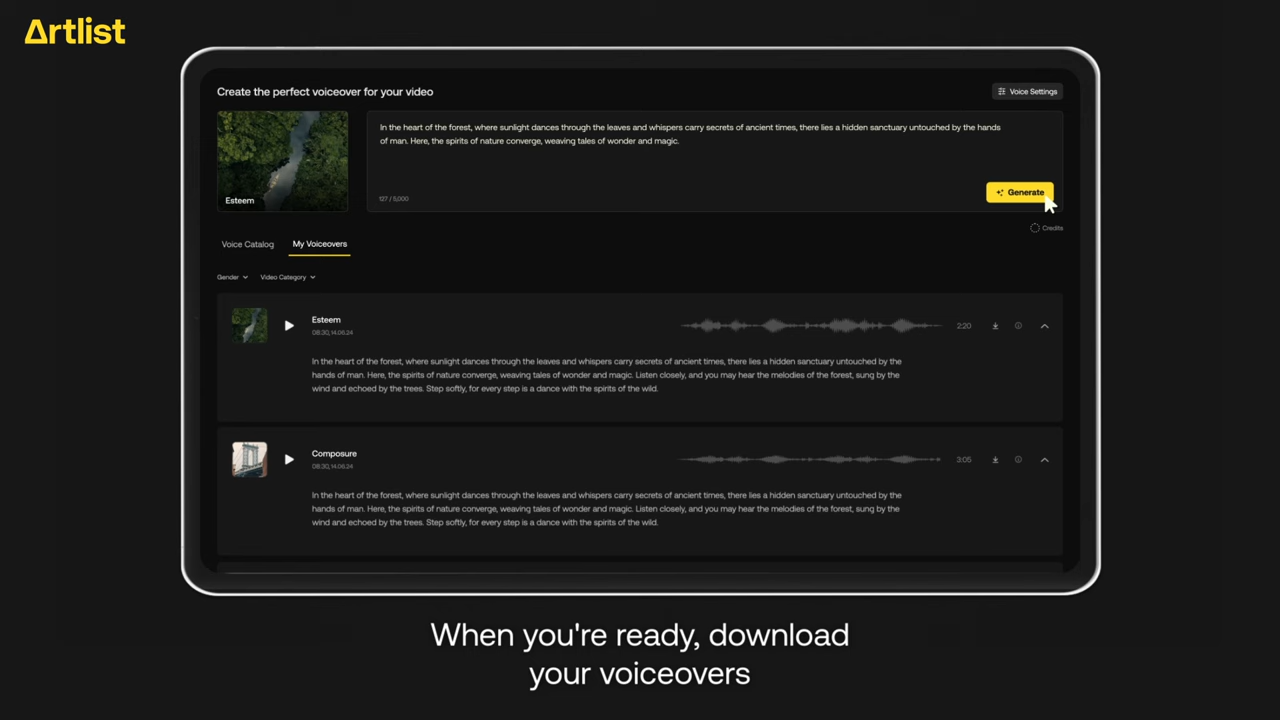 Artlist
Create the perfect voiceover for your video
Voice Settings
In the heart of the forest, where sunlight dances through the leaves and whispers carry secrets of ancient times, there lies a hidden sanctuary untouched by the hands
of man. Here, the spirits of nature converge, weaving tales of wonder and magic.
Esteem
127 / 5,000
Generate
Credits
Voice Catalog
My Voiceovers
Gender
Video Category
Esteem
08:30, 14.06.24
2:20
In the heart of the forest, where sunlight dances through the leaves and whispers carry secrets of ancient times, there lies a hidden sanctuary untouched by the
hands of man. Here, the spirits of nature converge, weaving tales of wonder and magic. Listen closely, and you may hear the melodies of the forest, sung by the
wind and echoed by the trees. Step softly, for every step is a dance with the spirits of the wild.
Composure
08:30, 14.06.24
3:05
In the heart of the forest, where sunlight dances through the leaves and whispers carry secrets of ancient times, there lies a hidden sanctuary untouched by the
hands of man. Here, the spirits of nature converge, weaving tales of wonder and magic. Listen closely, and you may hear the melodies of the forest, sung by the
wind and echoed by the trees. Step softly, for every step is a dance with the spirits of the wild.
When you're ready, download
your voiceovers